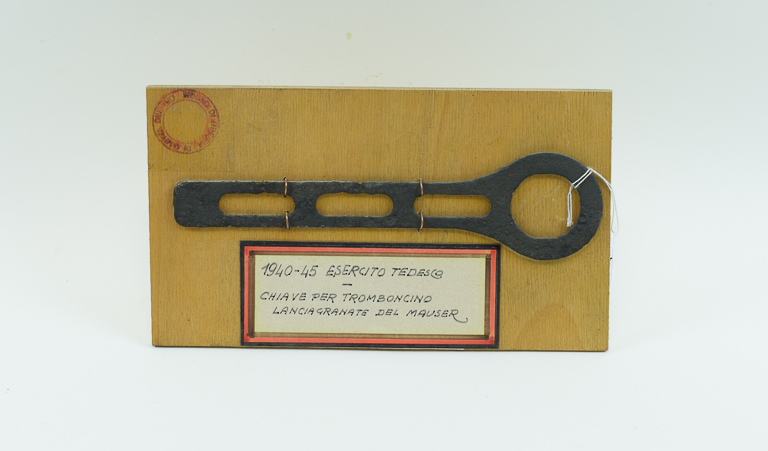 1940-45 ESERCITO TEDESCO
—
CHIAVE PER TROMBONCINO
LANCIAGRANATE DEL MAUSER